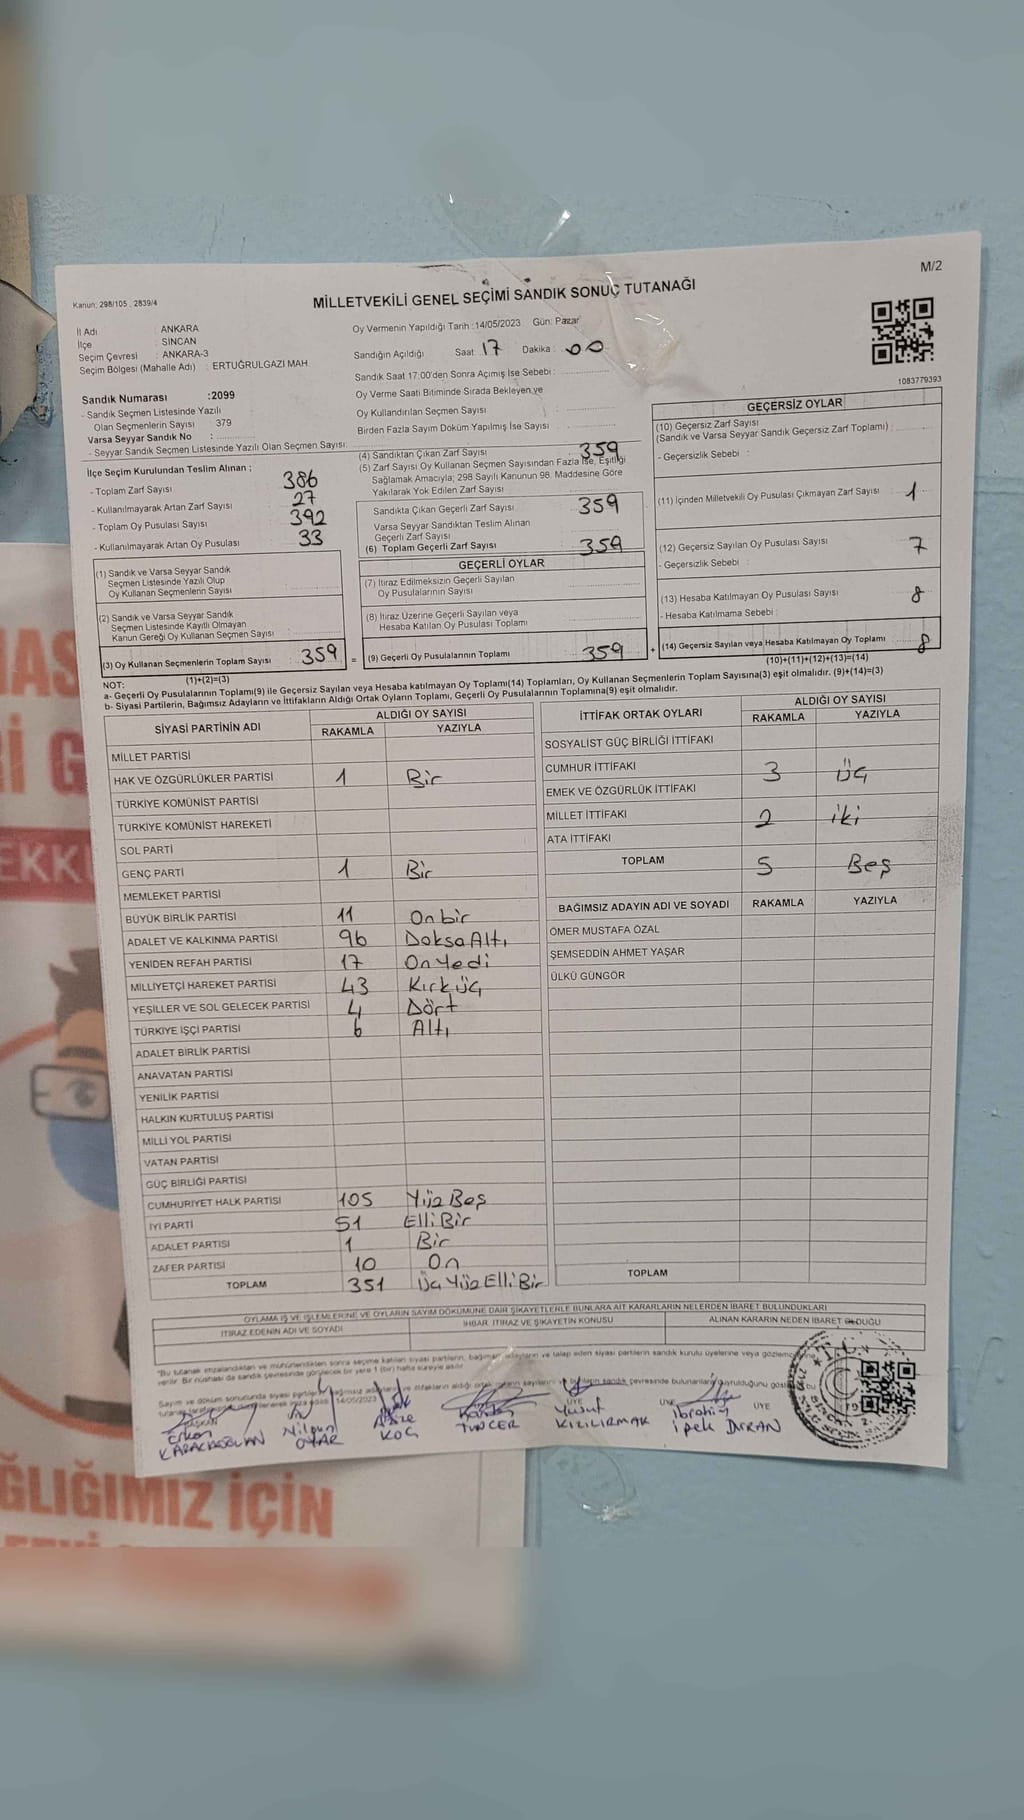 M/2
Kanun: 298/105 , 2839/4
MİLLETVEKİLİ GENEL SEÇİMİ SANDIK SONUÇ TUTANAĞI
İl Adı : ANKARA
İlçe : SİNCAN
Seçim Çevresi : ANKARA-3
Seçim Bölgesi (Mahalle Adı) : ERTUĞRULGAZI MAH.
Oy Vermenin Yapıldığı Tarih :14/05/2023 Gün: Pazar
Sandığın Açıldığı Saat: 17 Dakika : 00
Sandık Saat 17:00'den Sonra Açımış İse Sebebi :
Oy Verme Saati Bitiminde Sırada Bekleyen ve
Oy Kullandırılan Seçmen Sayısı
Birden Fazla Sayım Döküm Yapılmış İse Sayısı
1083779393
Sandık Numarası :2099
- Sandık Seçmen Listesinde Yazılı
Olan Seçmenlerin Sayısı : 379
Varsa Seyyar Sandık No :
- Seyyar Sandık Seçmen Listesinde Yazılı Olan Seçmen Sayısı:
İlçe Seçim Kurulundan Teslim Alınan ;
- Toplam Zarf Sayısı 386
- Kullanılmayarak Artan Zarf Sayısı 27
- Toplam Oy Pusulası Sayısı 392
- Kullanılmayarak Artan Oy Pusulası 33
(1) Sandık ve Varsa Seyyar Sandık
Seçmen Listesinde Yazılı Olup
Oy Kullanan Seçmenlerin Sayısı
(2) Sandık ve Varsa Seyyar Sandık
Seçmen Listesinde Kayıtlı Olmayan
Kanun Gereği Oy Kullanan Seçmen Sayısı
(3) Oy Kullanan Seçmenlerin Toplam Sayısı 359 =
(1)+(2)=(3)
(4) Sandıktan Çıkan Zarf Sayısı 359
(5) Zarf Sayısı Oy Kullanan Seçmen Sayısından Fazla İse, Eşitliği
Sağlamak Amacıyla; 298 Sayılı Kanunun 98. Maddesine Göre
Yakılarak Yok Edilen Zarf Sayısı
Sandıkta Çıkan Geçerli Zarf Sayısı 359
Varsa Seyyar Sandıktan Teslim Alınan
Geçerli Zarf Sayısı
(6) Toplam Geçerli Zarf Sayısı 359
GEÇERLİ OYLAR
(7) İtiraz Edilmeksizin Geçerli Sayılan
Oy Pusulalarının Sayısı
(8) İtiraz Üzerine Geçerli Sayılan veya
Hesaba Katılan Oy Pusulası Toplamı
(9) Geçerli Oy Pusulalarının Toplamı 359 +
GEÇERSİZ OYLAR
(10) Geçersiz Zarf Sayısı
(Sandık ve Varsa Seyyar Sandık Geçersiz Zarf Toplamı)
- Geçersizlik Sebebi :
(11) İçinden Milletvekili Oy Pusulası Çıkmayan Zarf Sayısı 1
(12) Geçersiz Sayılan Oy Pusulası Sayısı 7
- Geçersizlik Sebebi :
(13) Hesaba Katılmayan Oy Pusulası Sayısı 8
- Hesaba Katılmama Sebebi :
(14) Geçersiz Sayılan veya Hesaba Katılmayan Oy Toplamı 8
(10)+(11)+(12)+(13)=(14)
NOT:
a- Geçerli Oy Pusulalarının Toplamı(9) ile Geçersiz Sayılan veya Hesaba katılmayan Oy Toplamı(14) Toplamları, Oy Kullanan Seçmenlerin Toplam Sayısına(3) eşit olmalıdır. (9)+(14)=(3)
b- Siyasi Partilerin, Bağımsız Adayların ve İttifakların Aldığı Ortak Oyların Toplamı, Geçerli Oy Pusulalarının Toplamına(9) eşit olmalıdır.
SİYASİ PARTİNİN ADI
ALDIĞI OY SAYISI
RAKAMLA YAZIYLA
MİLLET PARTİSİ
HAK VE ÖZGÜRLÜKLER PARTİSİ 1 Bir
TÜRKİYE KOMÜNİST PARTİSİ
TÜRKİYE KOMÜNİST HAREKETİ
SOL PARTİ
GENÇ PARTİ 1 Bir
MEMLEKET PARTİSİ
BÜYÜK BİRLİK PARTİSİ 11 Onbir
ADALET VE KALKINMA PARTİSİ 96 DoksaAltı
YENİDEN REFAH PARTİSİ 17 OnYedi
MİLLİYETÇİ HAREKET PARTİSİ 43 Kırküç
YEŞİLLER VE SOL GELECEK PARTİSİ 4 Dört
TÜRKİYE İŞÇİ PARTİSİ 6 Altı
ADALET BİRLİK PARTİSİ
ANAVATAN PARTİSİ
YENİLİK PARTİSİ
HALKIN KURTULUŞ PARTİSİ
MİLLİ YOL PARTİSİ
VATAN PARTİSİ
GÜÇ BİRLİĞİ PARTİSİ
CUMHURİYET HALK PARTİSİ 105 Yüz Beş
İYİ PARTİ 51 Elli Bir
ADALET PARTİSİ 1 Bir
ZAFER PARTİSİ 10 On
TOPLAM 351 Üç Yüz Elli Bir
İTTİFAK ORTAK OYLARI
ALDIĞI OY SAYISI
RAKAMLA YAZIYLA
SOSYALİST GÜÇ BİRLİĞİ İTTİFAKI
CUMHUR İTTİFAKI 3 Üç
EMEK VE ÖZGÜRLÜK İTTİFAKI
MİLLET İTTİFAKI 2 iki
ATA İTTİFAKI
TOPLAM 5 Beş
BAĞIMSIZ ADAYIN ADI VE SOYADI RAKAMLA YAZIYLA
ÖMER MUSTAFA ÖZAL
ŞEMSEDDİN AHMET YAŞAR
ÜLKÜ GÜNGÖR
TOPLAM
OYLAMA İŞ VE İŞLEMLERİNE VE OYLARIN SAYIM DÖKÜMÜNE DAİR ŞİKAYETLERLE BUNLARA AİT KARARLARIN NELERDEN İBARET BULUNDUKLARI
İTİRAZ EDENİN ADI VE SOYADI İHBAR, İTİRAZ VE ŞİKAYETİN KONUSU ALINAN KARARIN NEDEN İBARET OLDUĞU
14/05/2023
BAŞKAN ÜYE ÜYE ÜYE
Erkan KARACAOĞLAN
Nilgün
KOÇ
TUNCER
Yusuf KIZILIRMAK
ibrahim ipek DURAN
EKK
ĞLIĞIMIZ İÇİN